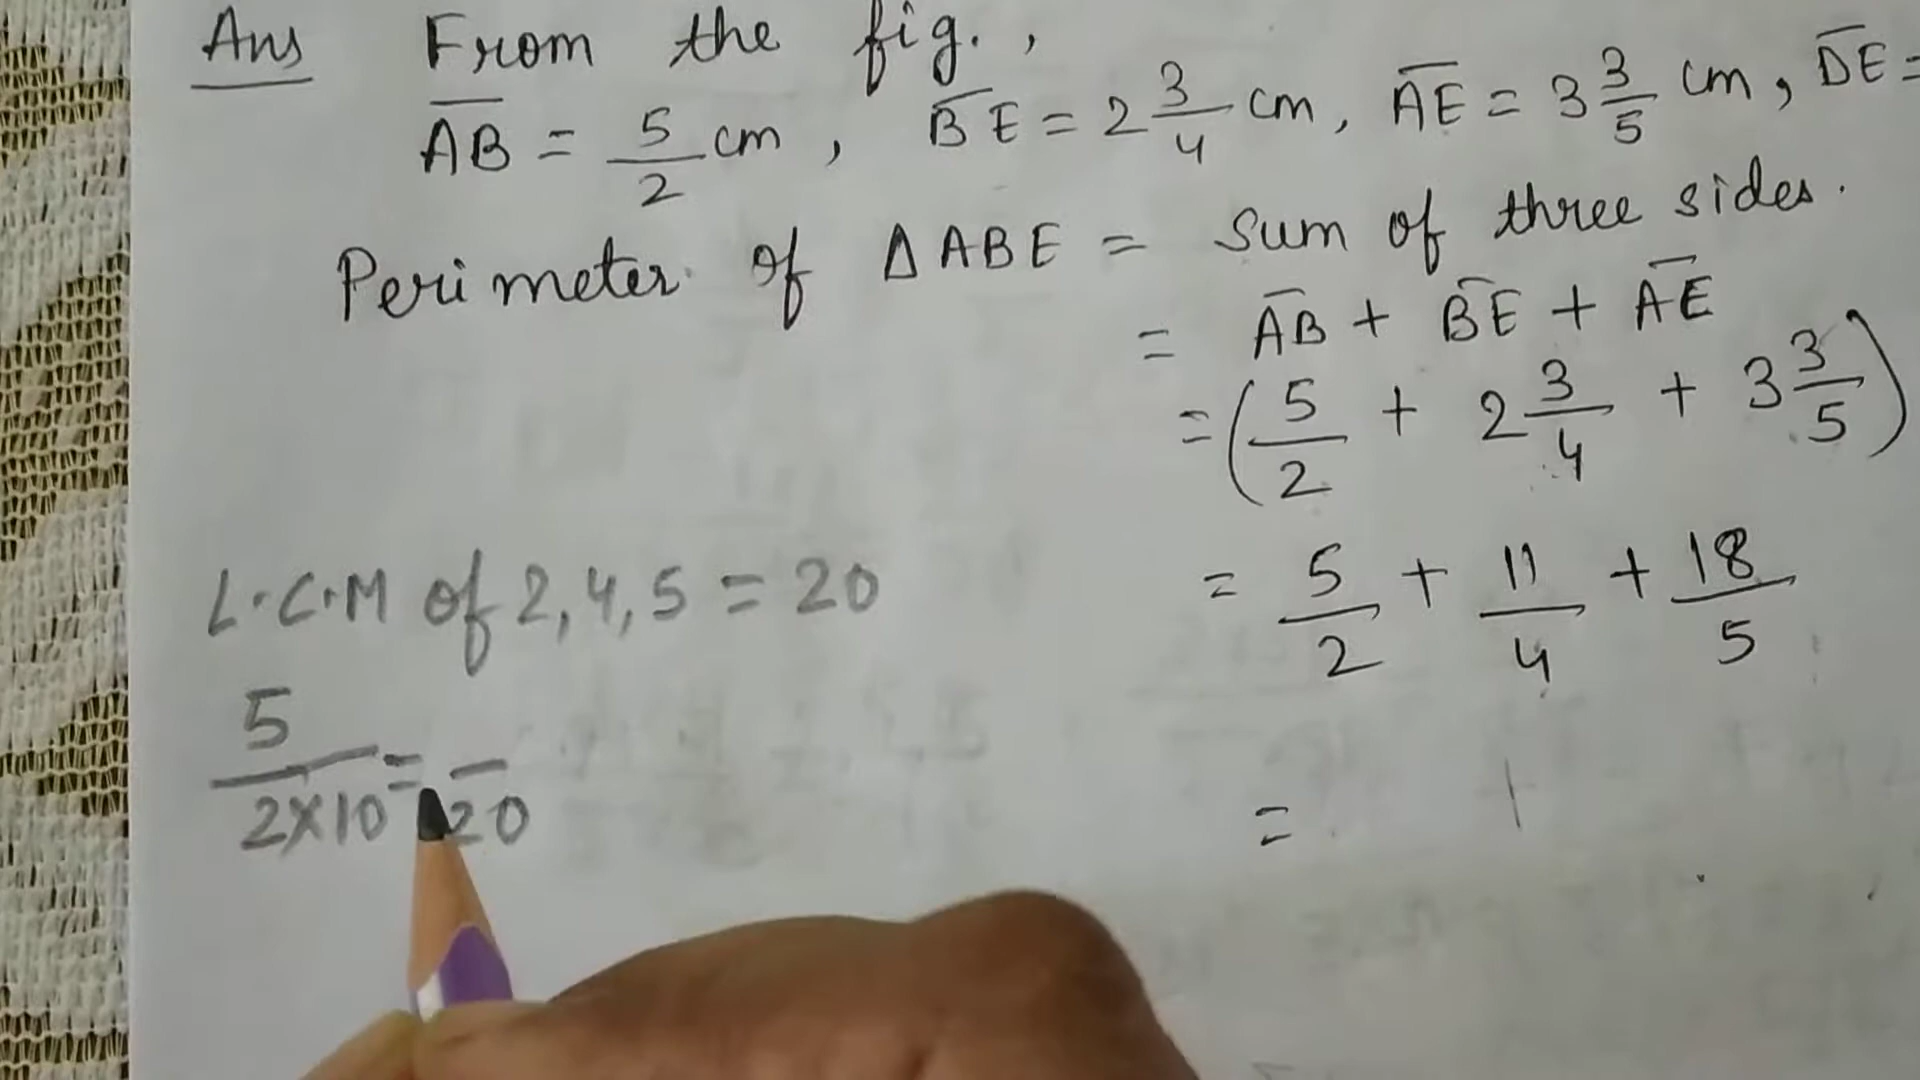 Ans From the fig.,
AB = 5/2 cm, BE = 2 3/4 cm, AE = 3 3/5 cm, DE =
Perimeter of ΔABE = Sum of three sides.
= AB + BE + AE
= (5/2 + 2 3/4 + 3 3/5)
L.C.M of 2,4,5 = 20
= 5/2 + 11/4 + 18/5
5/2×10 = /20
=